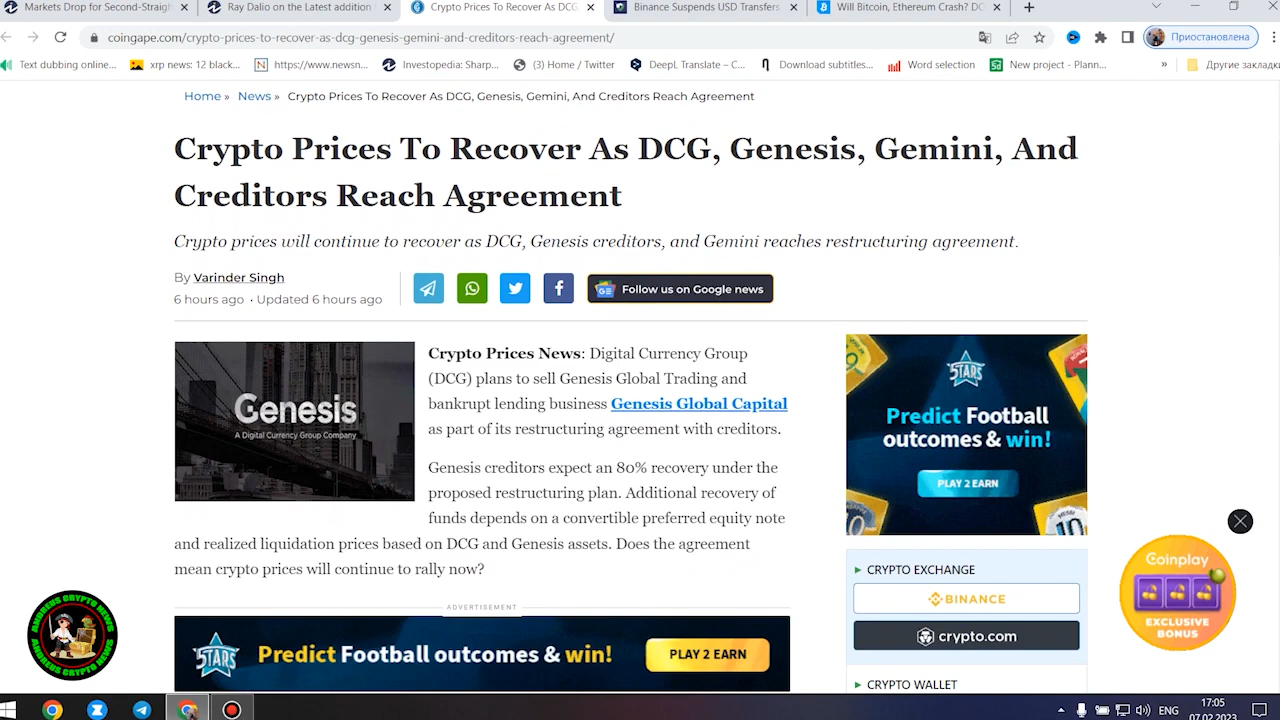 Markets Drop for Second-Straigh
Ray Dalio on the Latest addition
Crypto Prices To Recover As DCG,
Binance Suspends USD Transfers
Will Bitcoin, Ethereum Crash? DC
coingape.com/crypto-prices-to-recover-as-dcg-genesis-gemini-and-creditors-reach-agreement/
Приостановлена
Text dubbing online...
xrp news: 12 black...
https://www.newsn...
Investopedia: Sharp...
(3) Home / Twitter
DeepL Translate – C...
Download subtitles...
Word selection
New project - Plann...
»
Другие закладки
Home » News » Crypto Prices To Recover As DCG, Genesis, Gemini, And Creditors Reach Agreement
Crypto Prices To Recover As DCG, Genesis, Gemini, And
Creditors Reach Agreement
Crypto prices will continue to recover as DCG, Genesis creditors, and Gemini reaches restructuring agreement.
By Varinder Singh
6 hours ago · Updated 6 hours ago
Follow us on Google news
Genesis
A Digital Currency Group Company
Crypto Prices News: Digital Currency Group
(DCG) plans to sell Genesis Global Trading and
bankrupt lending business Genesis Global Capital
as part of its restructuring agreement with creditors.
Genesis creditors expect an 80% recovery under the
proposed restructuring plan. Additional recovery of
funds depends on a convertible preferred equity note
and realized liquidation prices based on DCG and Genesis assets. Does the agreement
mean crypto prices will continue to rally now?
ADVERTISEMENT
STARS
Predict Football outcomes & win!
PLAY 2 EARN
STARS
Predict Football
outcomes & win!
PLAY 2 EARN
10
CRYPTO EXCHANGE
BINANCE
crypto.com
CRYPTO WALLET
Coinplay
EXCLUSIVE
BONUS
ANDREUS CRYPTO NEWS
ANDREUS CRYPTO NEWS
17:05
ENG
07.02.2023